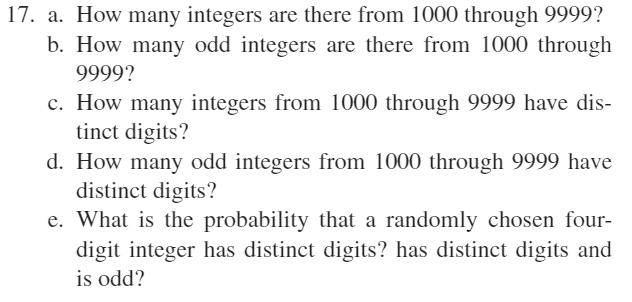 17. a. How many integers are there from 1000 through 9999?
b. How many odd integers are there from 1000 through
9999?
c. How many integers from 1000 through 9999 have dis-
tinct digits?
d. How many odd integers from 1000 through 9999 have
distinct digits?
e. What is the probability that a randomly chosen four-
digit integer has distinct digits? has distinct digits and
is odd?